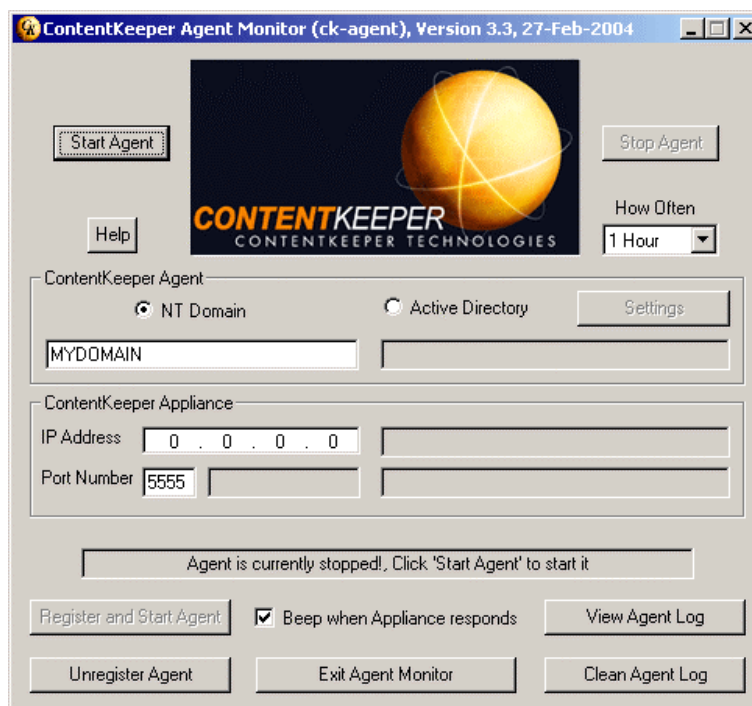 ContentKeeper Agent Monitor (ck-agent), Version 3.3, 27-Feb-2004
Start Agent
Stop Agent
How Often
Help
1 Hour
CONTENTKEEPER
CONTENTKEEPER TECHNOLOGIES
ContentKeeper Agent
NT Domain
Active Directory
Settings
MYDOMAIN
ContentKeeper Appliance
IP Address 0 . 0 . 0 . 0
Port Number 5555
Agent is currently stopped!, Click 'Start Agent' to start it
Register and Start Agent
Beep when Appliance responds
View Agent Log
Unregister Agent
Exit Agent Monitor
Clean Agent Log